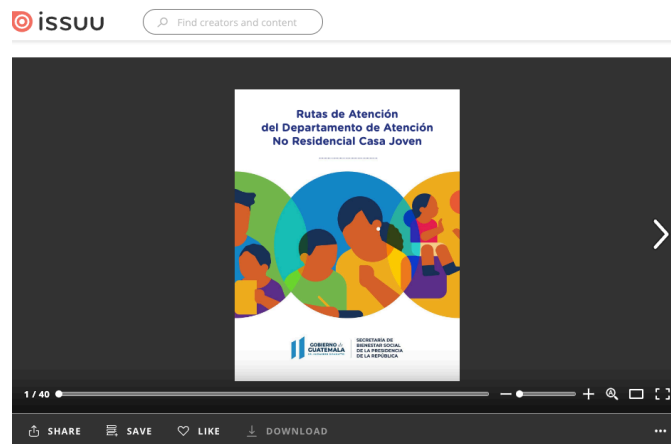 issuu
Find creators and content
Rutas de Atención
del Departamento de Atención
No Residencial Casa Joven
GOBIERNO de
GUATEMALA
SECRETARÍA DE
BIENESTAR SOCIAL
DE LA PRESIDENCIA
DE LA REPÚBLICA
1 / 40
SHARE
SAVE
LIKE
DOWNLOAD